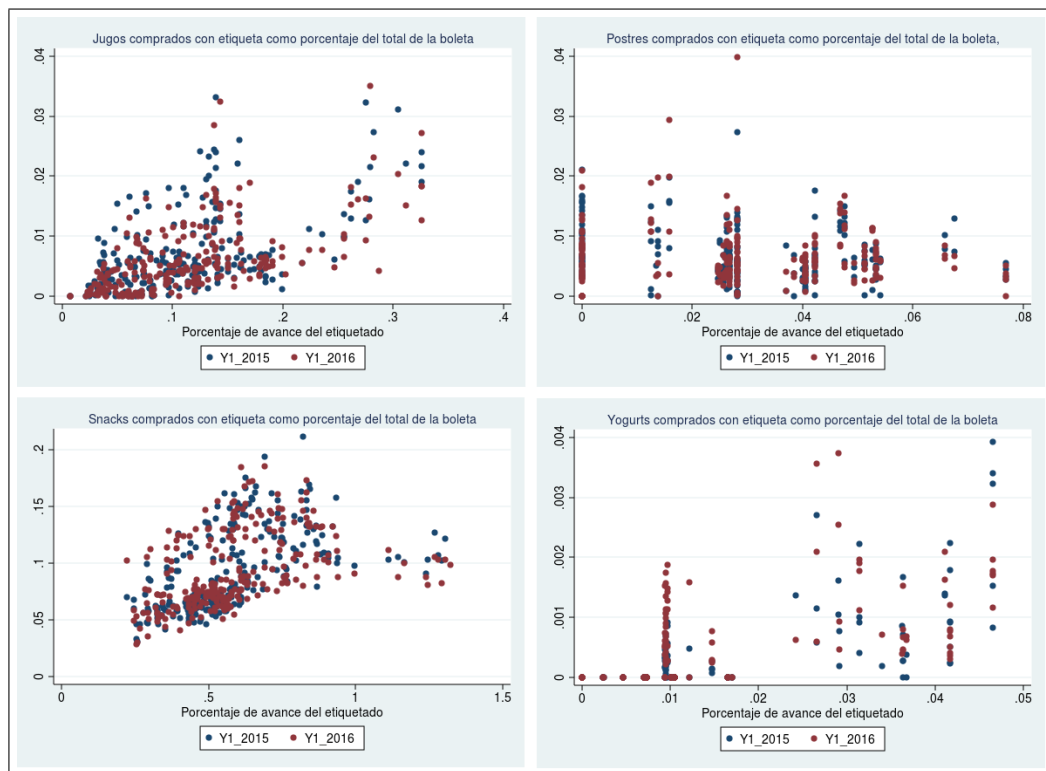 Jugos comprados con etiqueta como porcentaje del total de la boleta
.04
.03
.02
.01
0
0 .1 .2 .3 .4
Porcentaje de avance del etiquetado
Y1_2015 Y1_2016
Postres comprados con etiqueta como porcentaje del total de la boleta,
.04
.03
.02
.01
0
0 .02 .04 .06 .08
Porcentaje de avance del etiquetado
Y1_2015 Y1_2016
Snacks comprados con etiqueta como porcentaje del total de la boleta
.2
.15
.1
.05
0
0 .5 1 1.5
Porcentaje de avance del etiquetado
Y1_2015 Y1_2016
Yogurts comprados con etiqueta como porcentaje del total de la boleta
.004
.003
.002
.001
0
0 .01 .02 .03 .04 .05
Porcentaje de avance del etiquetado
Y1_2015 Y1_2016